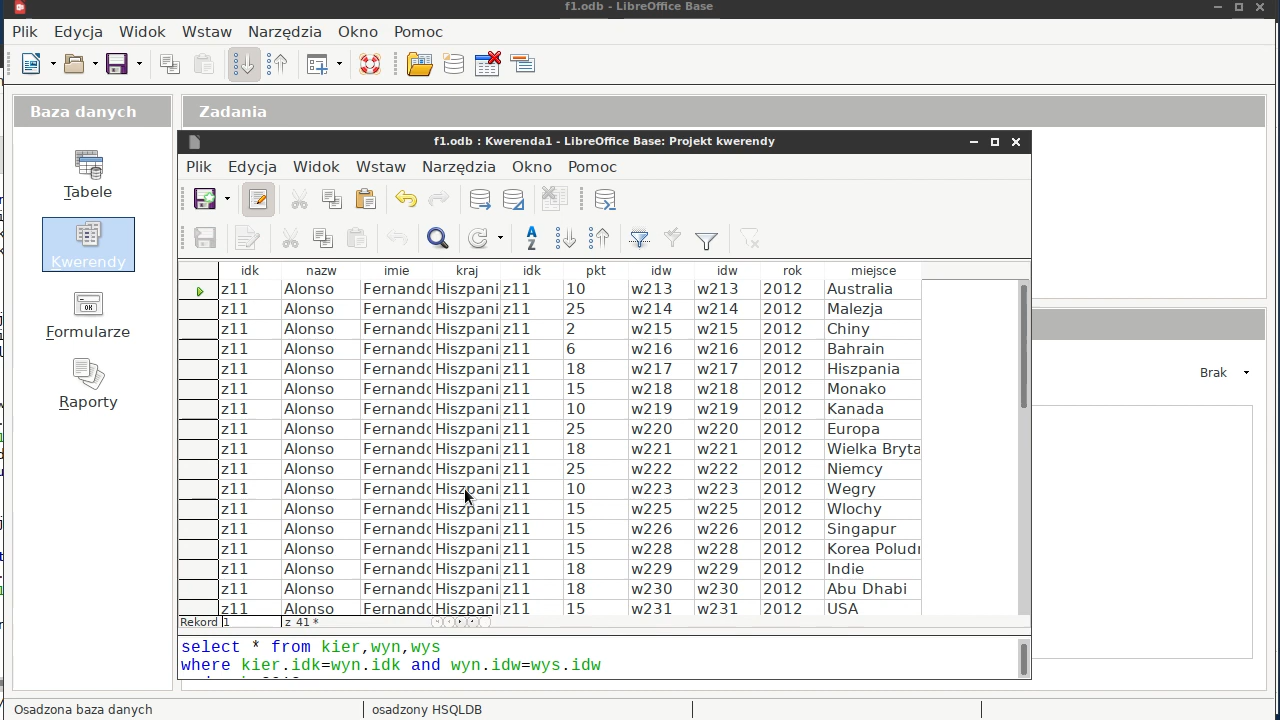 f1.odb - LibreOffice Base
Plik Edycja Widok Wstaw Narzędzia Okno Pomoc
Baza danych
Zadania
Tabele
Kwerendy
Formularze
Raporty
Brak
f1.odb : Kwerenda1 - LibreOffice Base: Projekt kwerendy
Plik Edycja Widok Wstaw Narzędzia Okno Pomoc
idk nazw imie kraj idk pkt idw idw rok miejsce
z11 Alonso Fernando Hiszpani z11 10 w213 w213 2012 Australia
z11 Alonso Fernando Hiszpani z11 25 w214 w214 2012 Malezja
z11 Alonso Fernando Hiszpani z11 2 w215 w215 2012 Chiny
z11 Alonso Fernando Hiszpani z11 6 w216 w216 2012 Bahrain
z11 Alonso Fernando Hiszpani z11 18 w217 w217 2012 Hiszpania
z11 Alonso Fernando Hiszpani z11 15 w218 w218 2012 Monako
z11 Alonso Fernando Hiszpani z11 10 w219 w219 2012 Kanada
z11 Alonso Fernando Hiszpani z11 25 w220 w220 2012 Europa
z11 Alonso Fernando Hiszpani z11 18 w221 w221 2012 Wielka Bryta
z11 Alonso Fernando Hiszpani z11 25 w222 w222 2012 Niemcy
z11 Alonso Fernando Hiszpani z11 10 w223 w223 2012 Wegry
z11 Alonso Fernando Hiszpani z11 15 w225 w225 2012 Wlochy
z11 Alonso Fernando Hiszpani z11 15 w226 w226 2012 Singapur
z11 Alonso Fernando Hiszpani z11 15 w228 w228 2012 Korea Poludn
z11 Alonso Fernando Hiszpani z11 18 w229 w229 2012 Indie
z11 Alonso Fernando Hiszpani z11 18 w230 w230 2012 Abu Dhabi
z11 Alonso Fernando Hiszpani z11 15 w231 w231 2012 USA
Rekord 1 z 41 *
select * from kier,wyn,wys
where kier.idk=wyn.idk and wyn.idw=wys.idw
Osadzona baza danych
osadzony HSQLDB